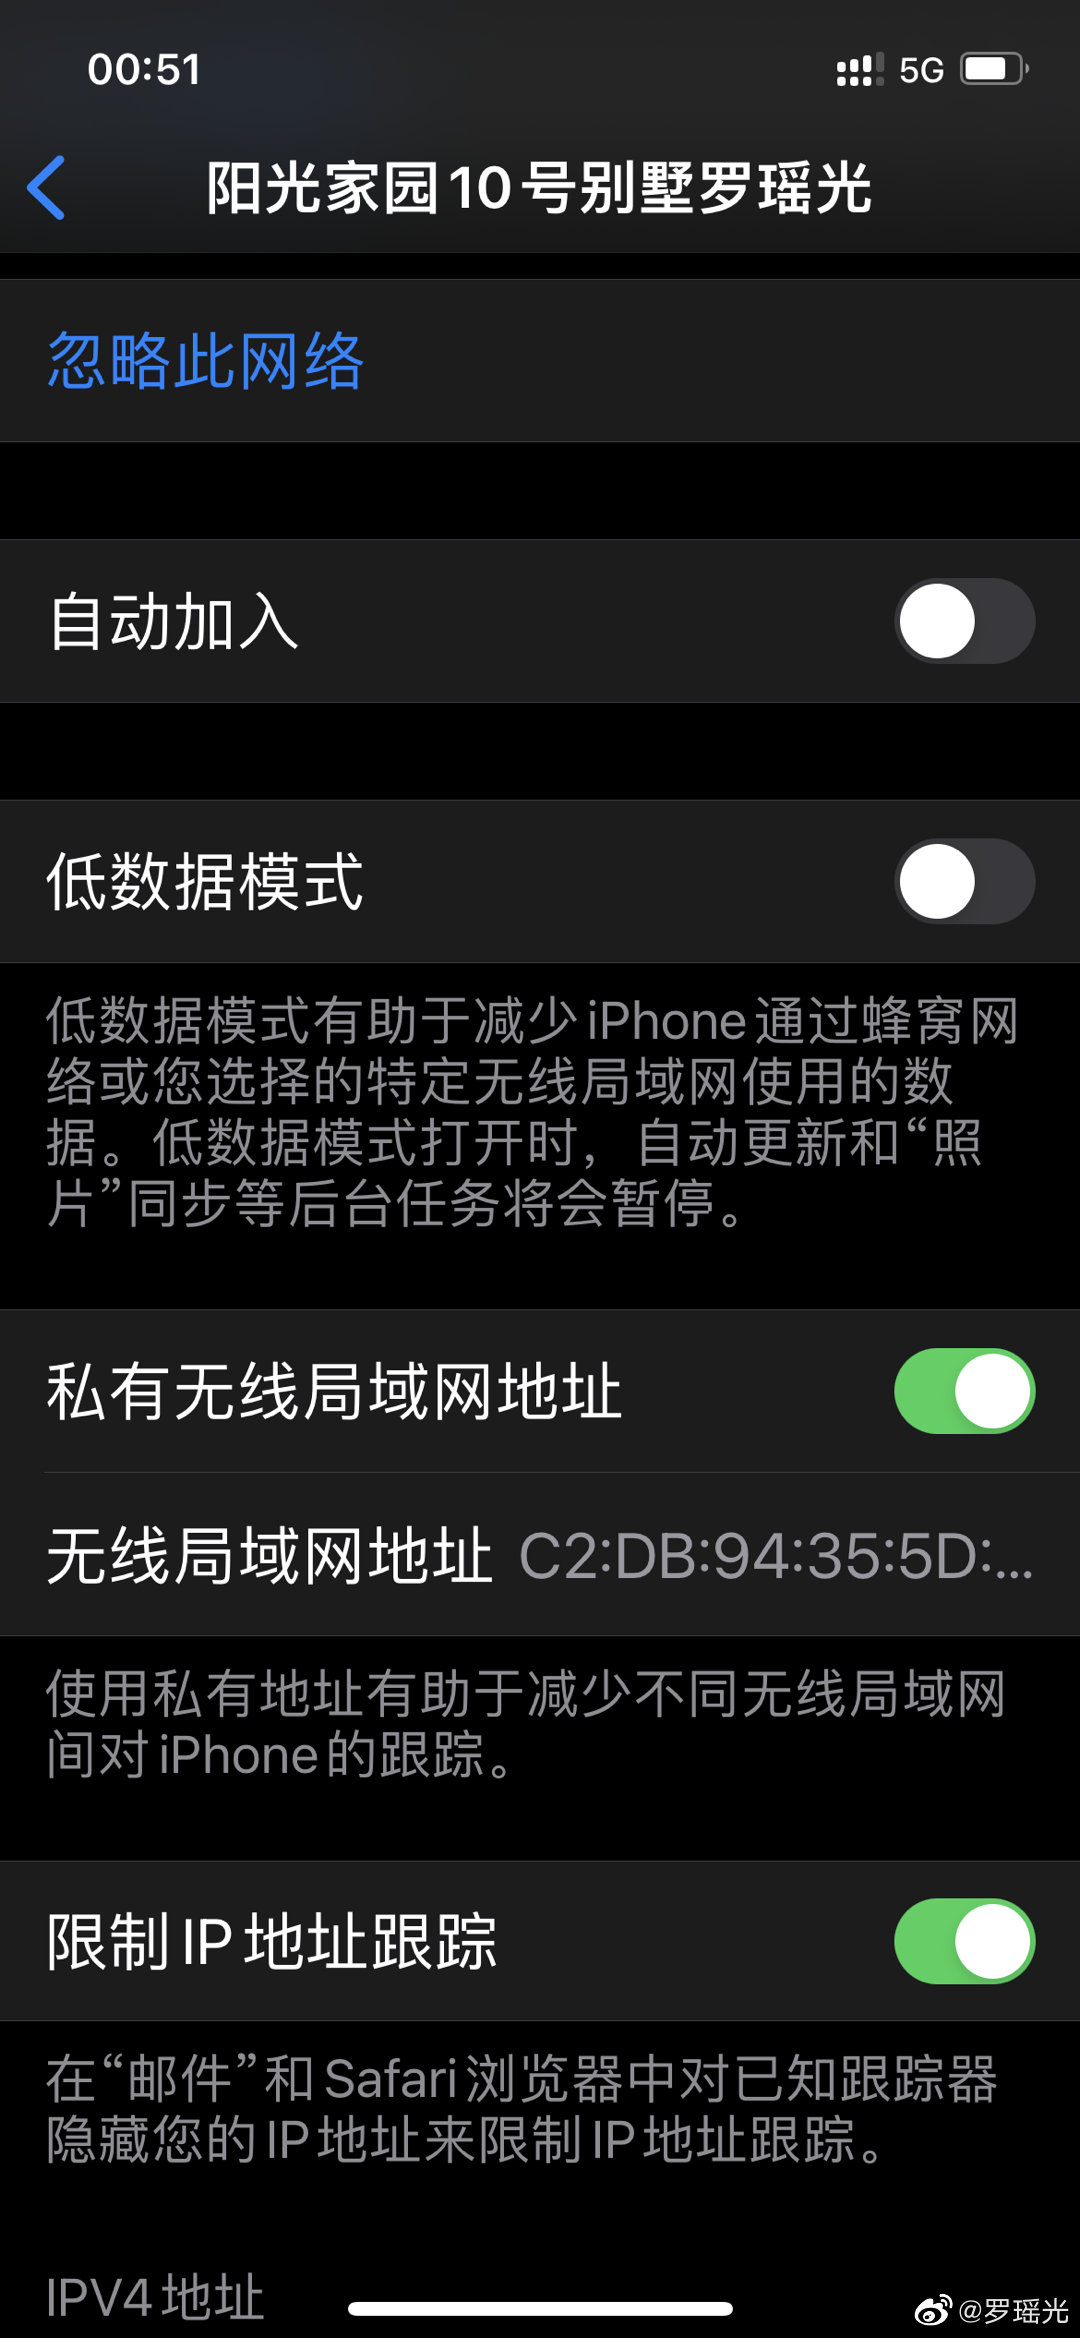 00:51
5G
阳光家园10号别墅罗瑶光
忽略此网络
自动加入
低数据模式
低数据模式有助于减少iPhone通过蜂窝网
络或您选择的特定无线局域网使用的数
据。低数据模式打开时，自动更新和“照
片”同步等后台任务将会暂停。
私有无线局域网地址
无线局域网地址 C2:DB:94:35:5D:...
使用私有地址有助于减少不同无线局域网
间对iPhone的跟踪。
限制IP地址跟踪
在“邮件”和Safari浏览器中对已知跟踪器
隐藏您的IP地址来限制IP地址跟踪。
IPV4地址
@罗瑶光